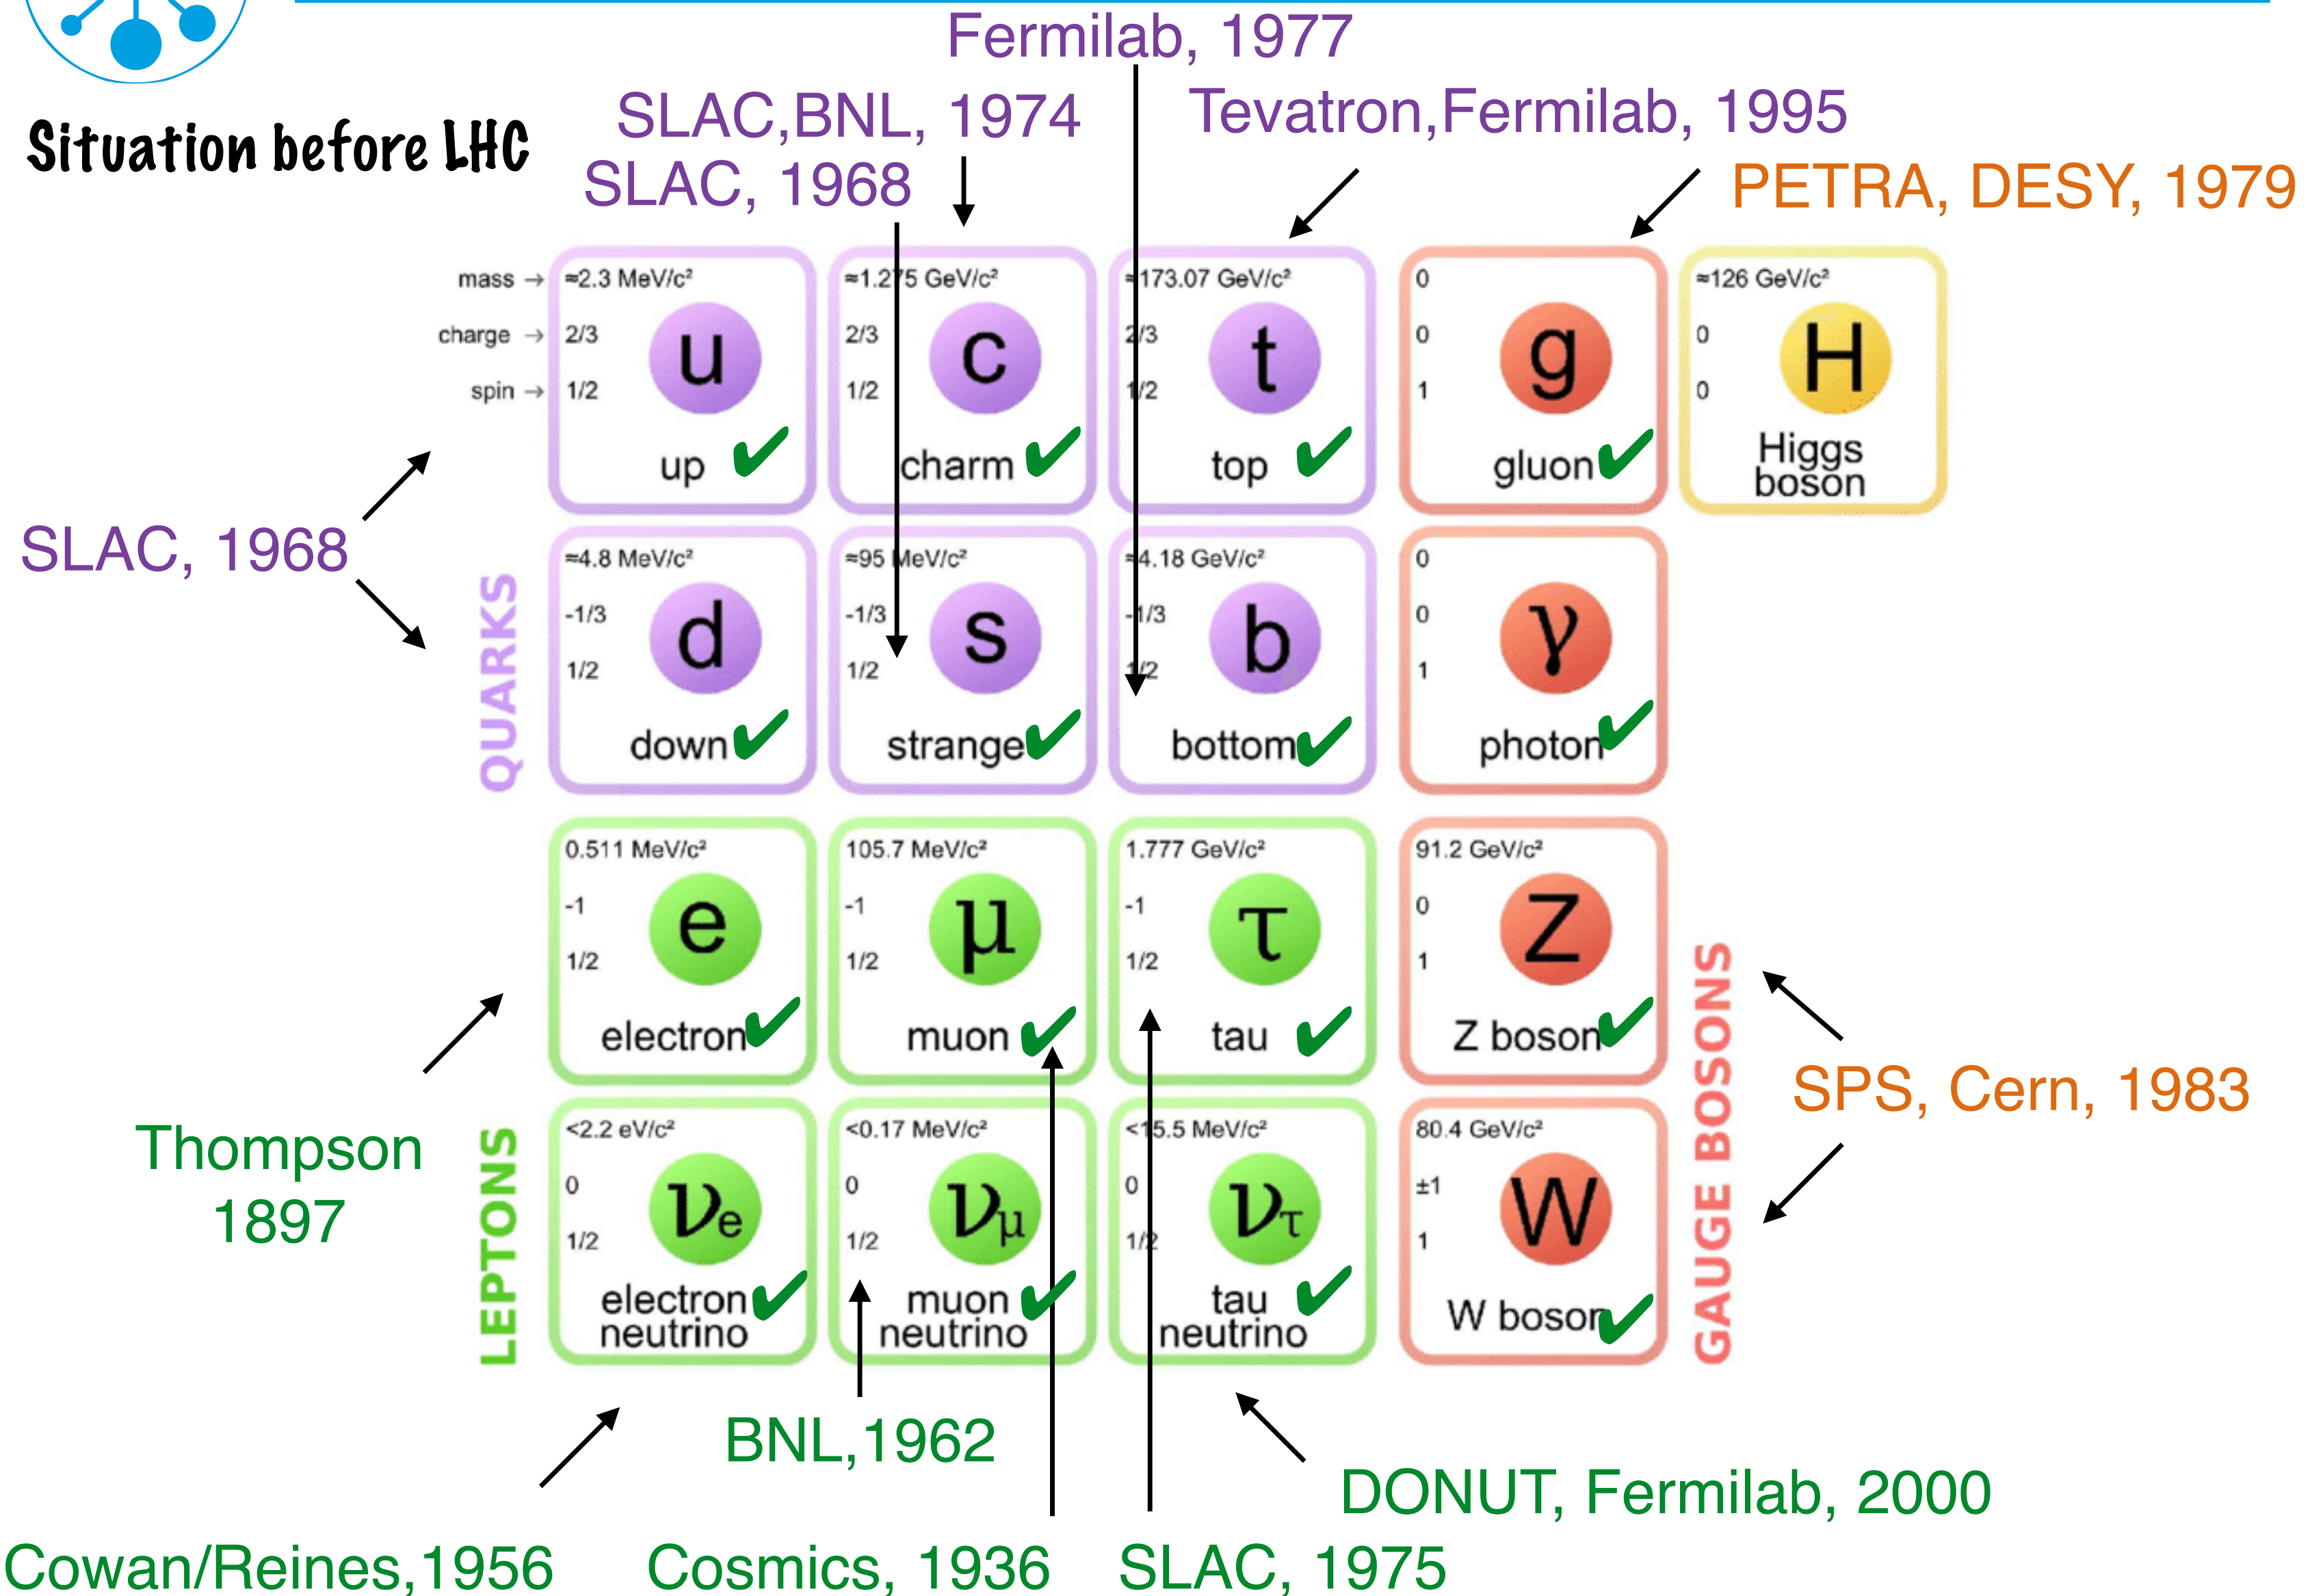 Fermilab, 1977
SLAC,BNL, 1974
Tevatron,Fermilab, 1995
Situation before LHC
SLAC, 1968
PETRA, DESY, 1979
mass →
charge →
spin →
≈2.3 MeV/c²
2/3
1/2
u
up
≈1.275 GeV/c²
2/3
1/2
c
charm
≈173.07 GeV/c²
2/3
1/2
t
top
0
0
1
g
gluon
≈126 GeV/c²
0
0
H
Higgs
boson
SLAC, 1968
QUARKS
≈4.8 MeV/c²
-1/3
1/2
d
down
≈95 MeV/c²
-1/3
1/2
s
strange
≈4.18 GeV/c²
-1/3
1/2
b
bottom
0
0
1
γ
photon
0.511 MeV/c²
-1
1/2
e
electron
105.7 MeV/c²
-1
1/2
μ
muon
1.777 GeV/c²
-1
1/2
τ
tau
91.2 GeV/c²
0
1
Z
Z boson
GAUGE BOSONS
SPS, Cern, 1983
Thompson
1897
LEPTONS
<2.2 eV/c²
0
1/2
νe
electron
neutrino
<0.17 MeV/c²
0
1/2
νμ
muon
neutrino
<15.5 MeV/c²
0
1/2
ντ
tau
neutrino
80.4 GeV/c²
±1
1
W
W boson
BNL,1962
DONUT, Fermilab, 2000
Cowan/Reines,1956
Cosmics, 1936
SLAC, 1975